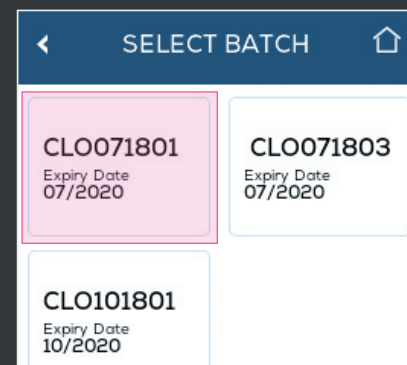 SELECT BATCH
CLO071801
Expiry Date
07/2020
CLO071803
Expiry Date
07/2020
CLO101801
Expiry Date
10/2020